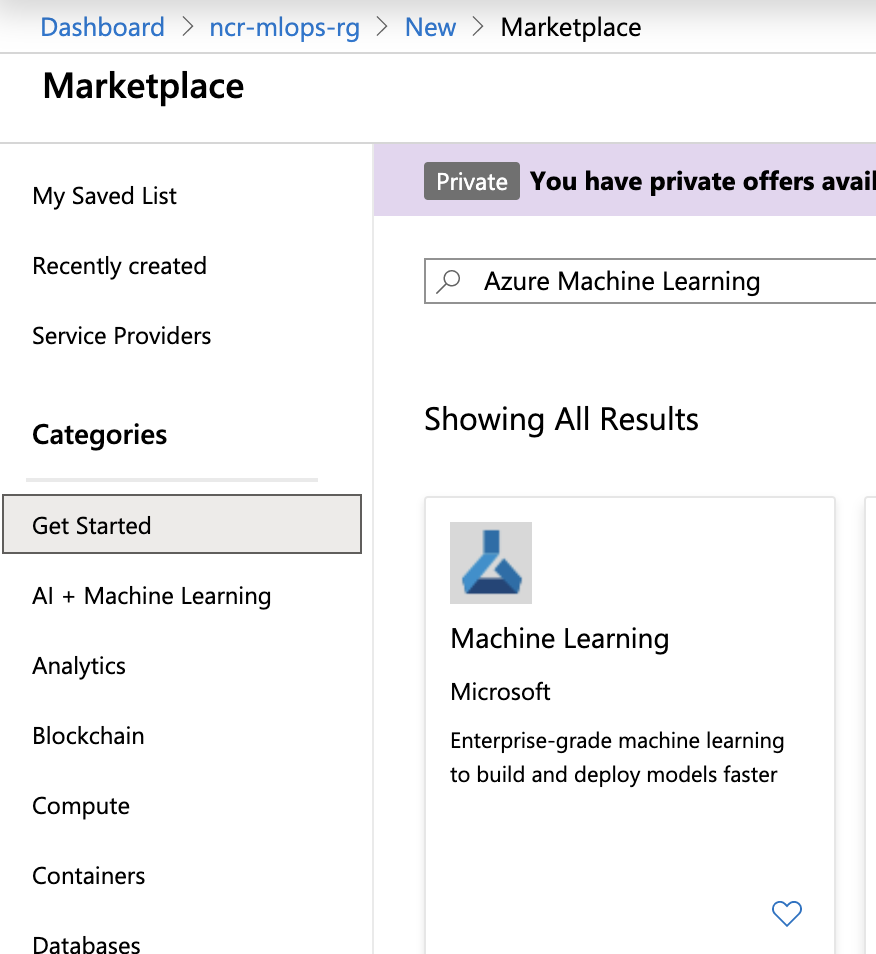 Dashboard > ncr-mlops-rg > New > Marketplace
Marketplace
My Saved List
Recently created
Service Providers
Categories
Get Started
AI + Machine Learning
Analytics
Blockchain
Compute
Containers
Databases
Private You have private offers avail
Azure Machine Learning
Showing All Results
Machine Learning
Microsoft
Enterprise-grade machine learning
to build and deploy models faster